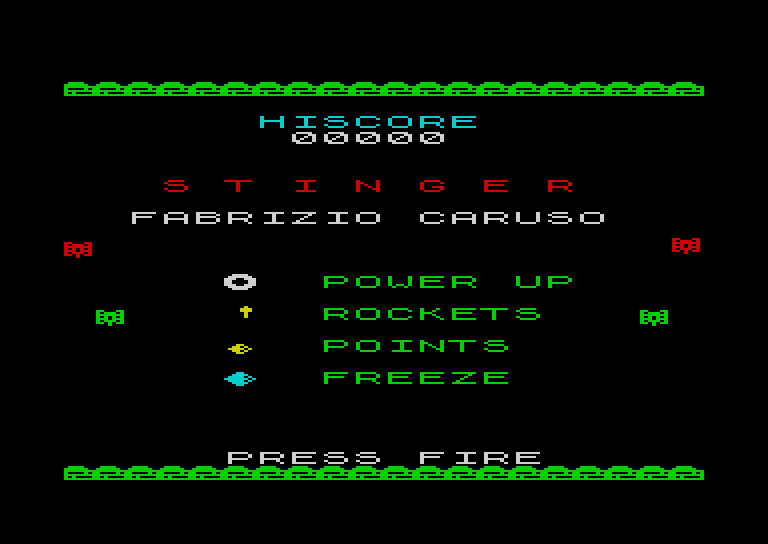 HISCORE
00000
S T I N G E R
FABRIZIO CARUSO
POWER UP
ROCKETS
POINTS
FREEZE
PRESS FIRE